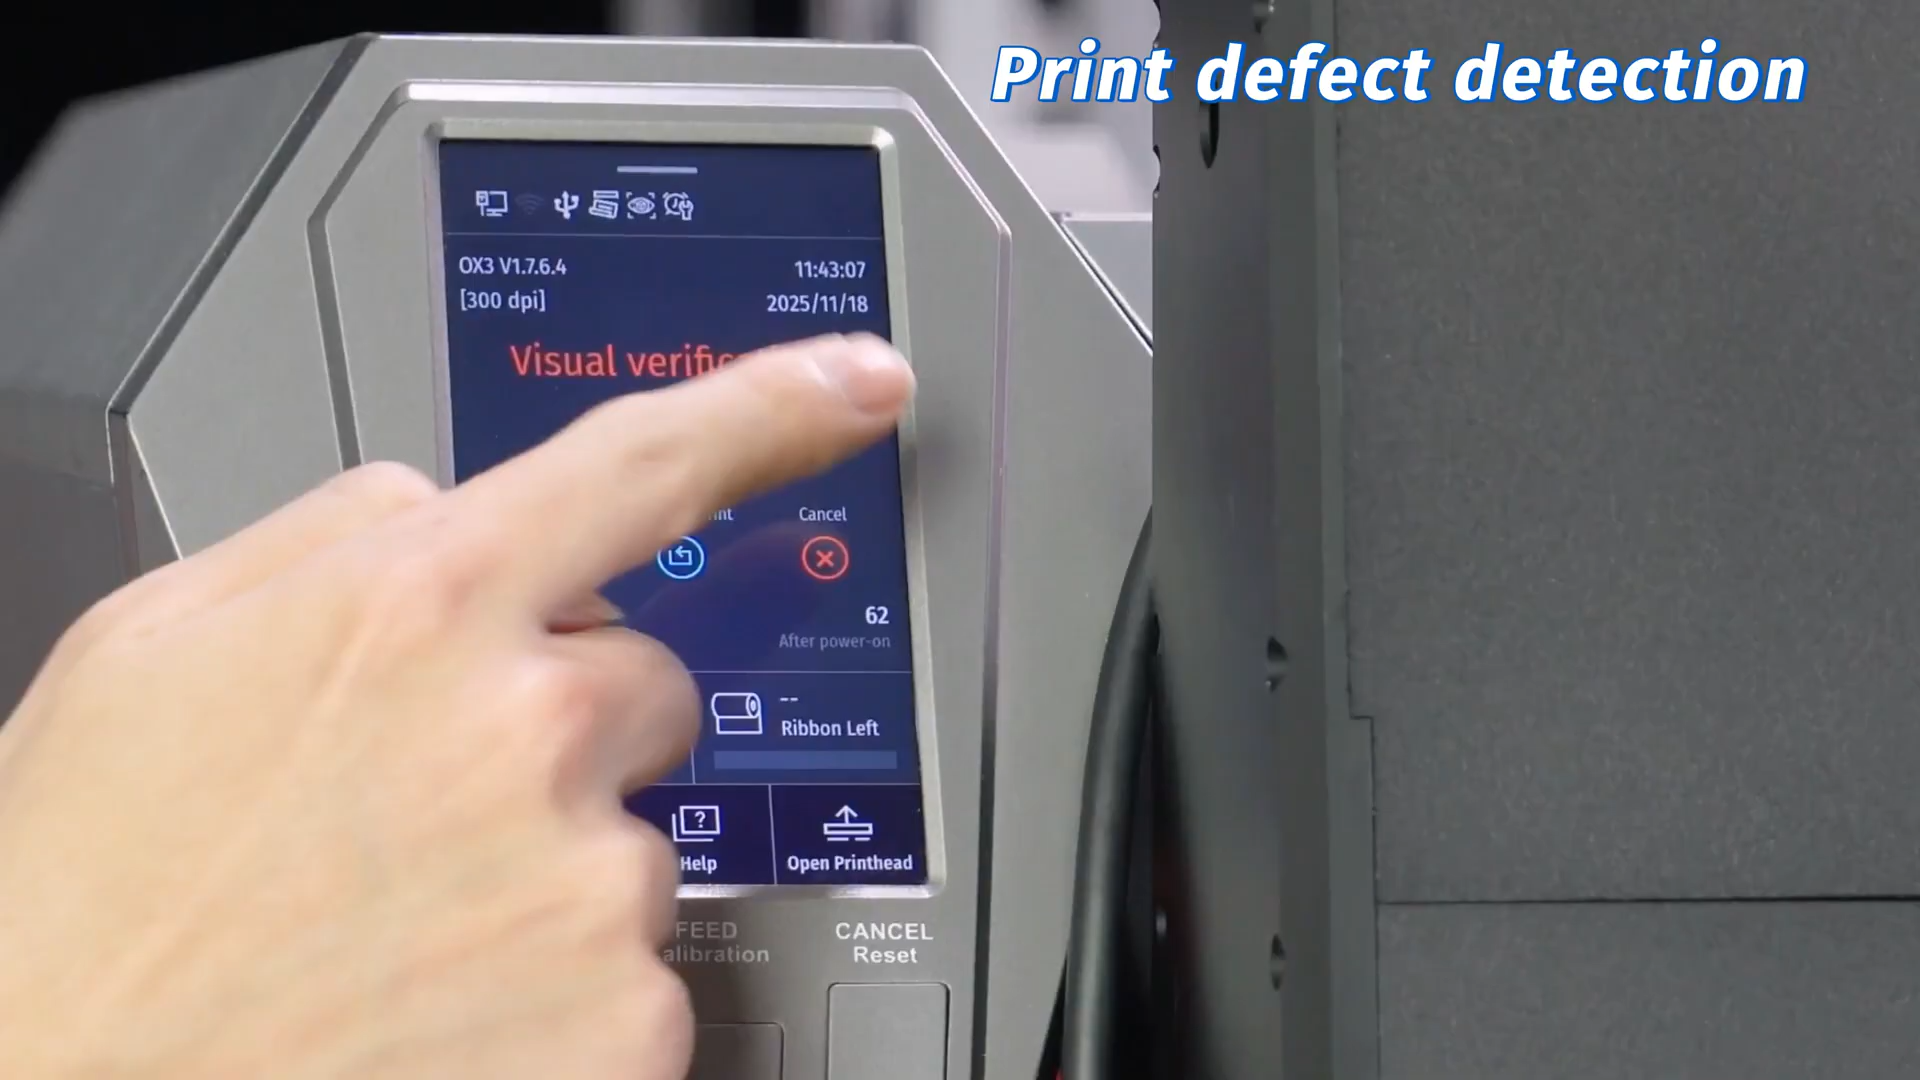 Print defect detection
OX3 V1.7.6.4
11:43:07
[300 dpi]
2025/11/18
Visual
Cancel
62
After power-on
--
Ribbon Left
Help
Open Printhead
FEED
CANCEL
Reset